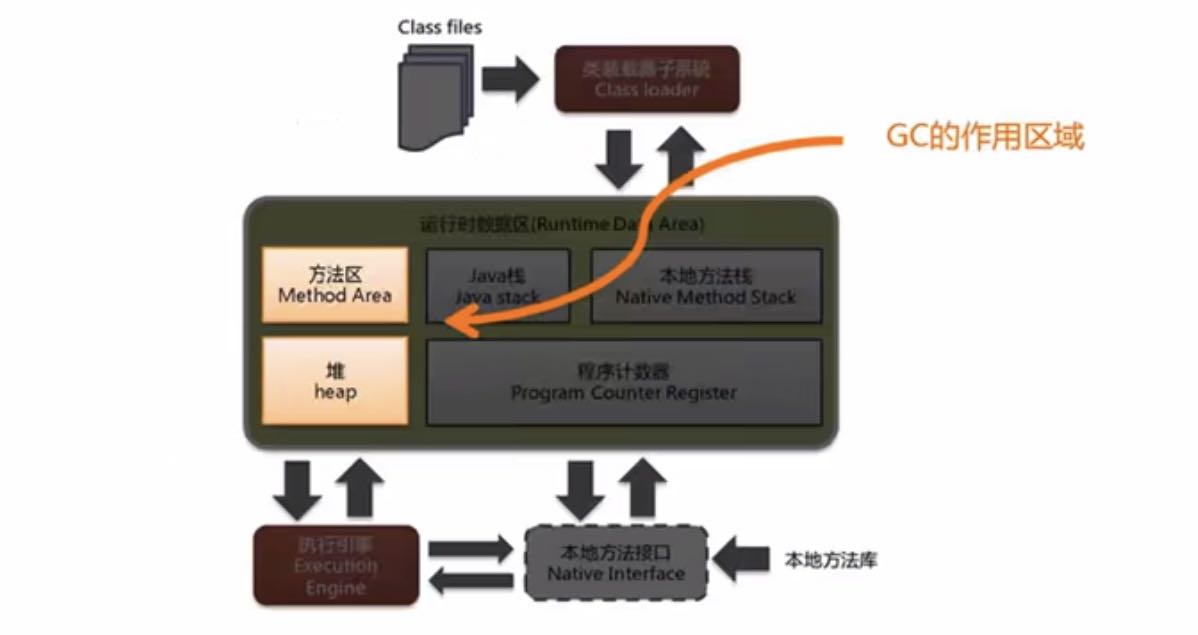 Class files
类装载器子系统
Class loader
GC的作用区域
运行时数据区(Runtime Data Area)
方法区
Method Area
Java栈
Java stack
本地方法栈
Native Method Stack
堆
heap
程序计数器
Program Counter Register
执行引擎
Execution
Engine
本地方法接口
Native Interface
本地方法库